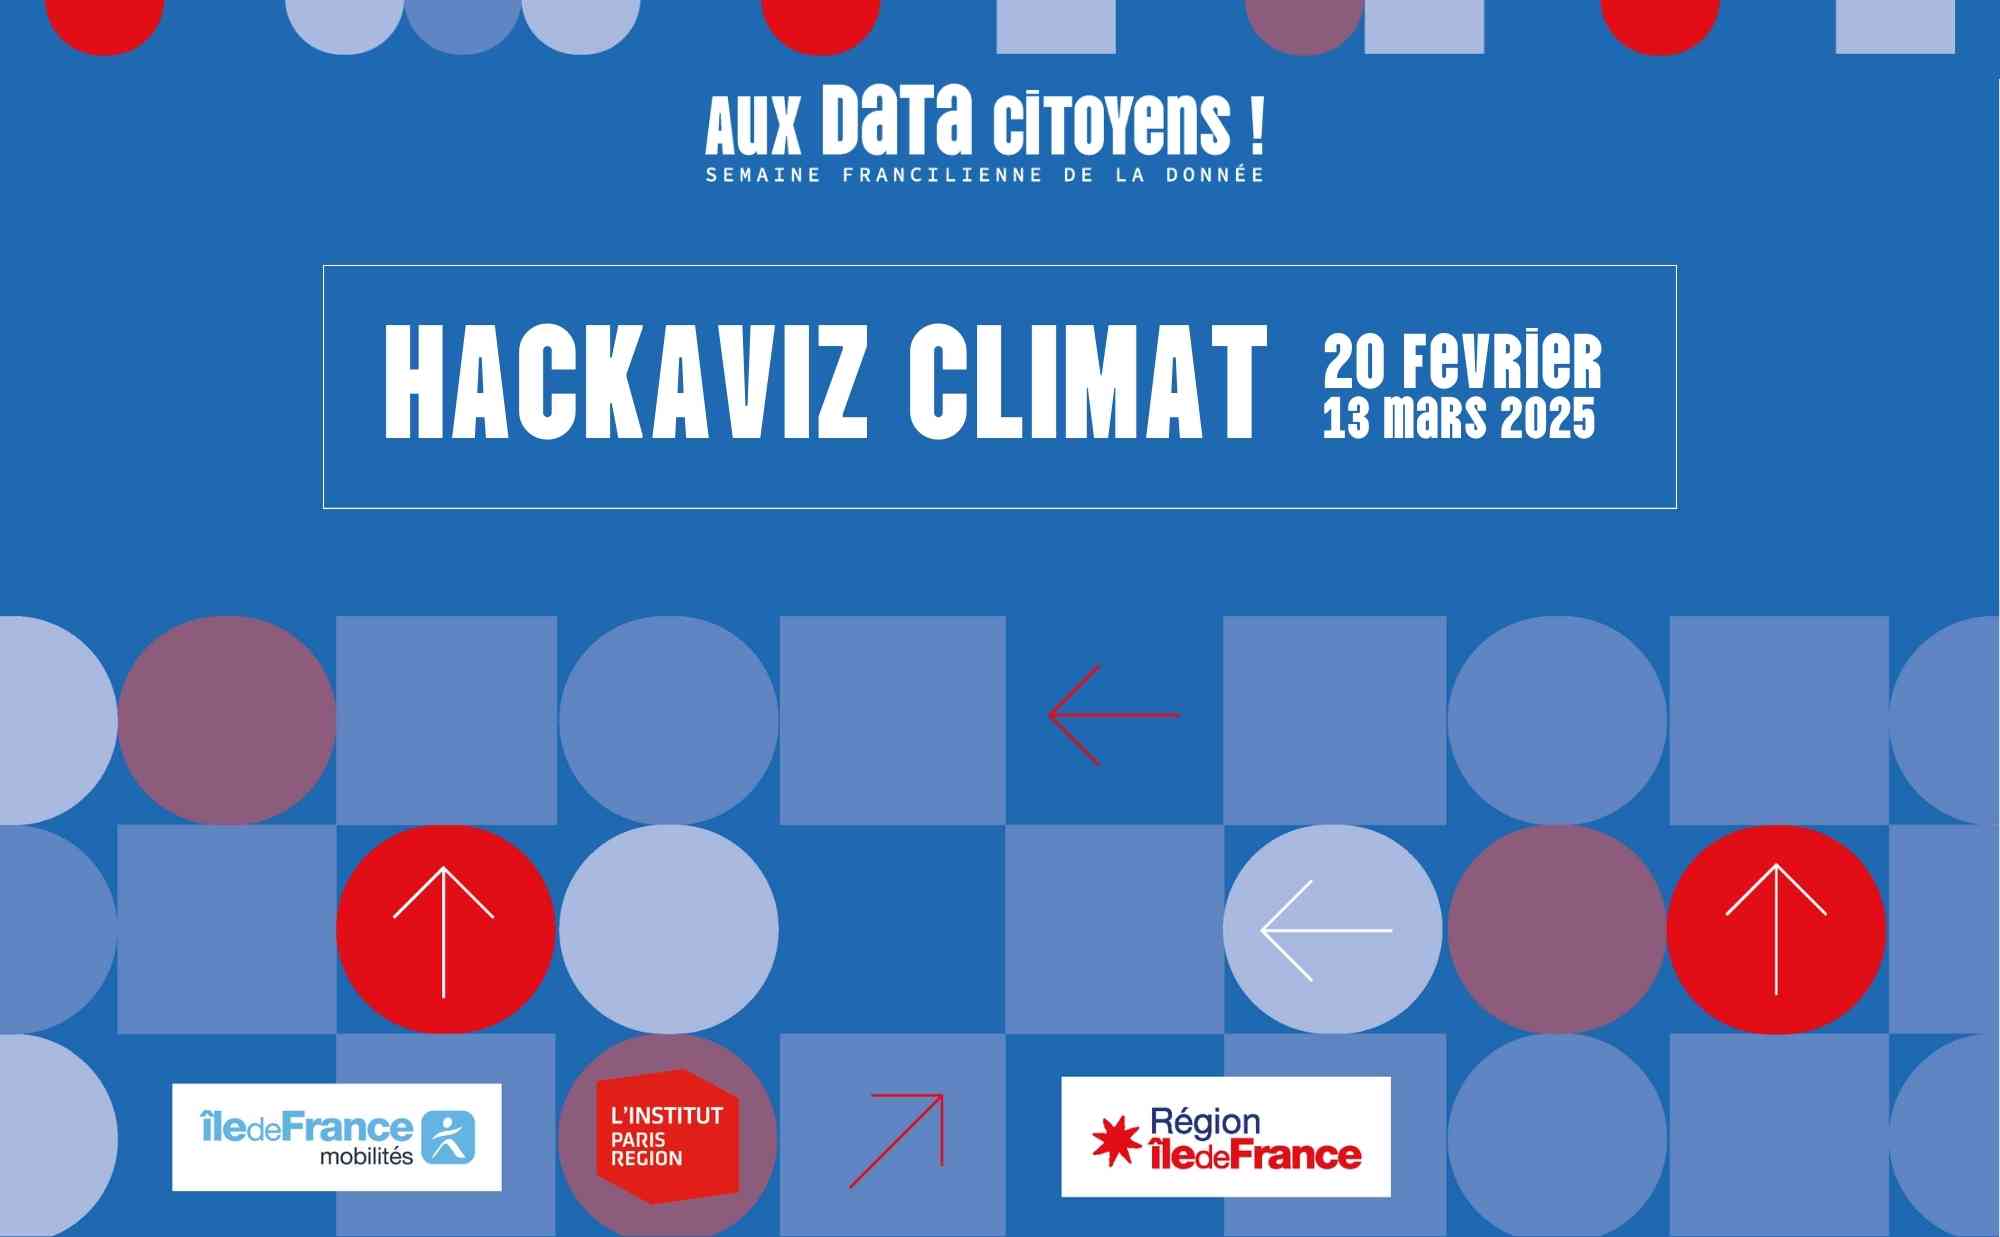 AUX DATA CITOYENS !
SEMAINE FRANCILIENNE DE LA DONNÉE
HACKAVIZ CLIMAT
20 FEVRIER
13 MARS 2025
îledeFrance
mobilités
L'INSTITUT
PARIS
REGION
Région
îledeFrance